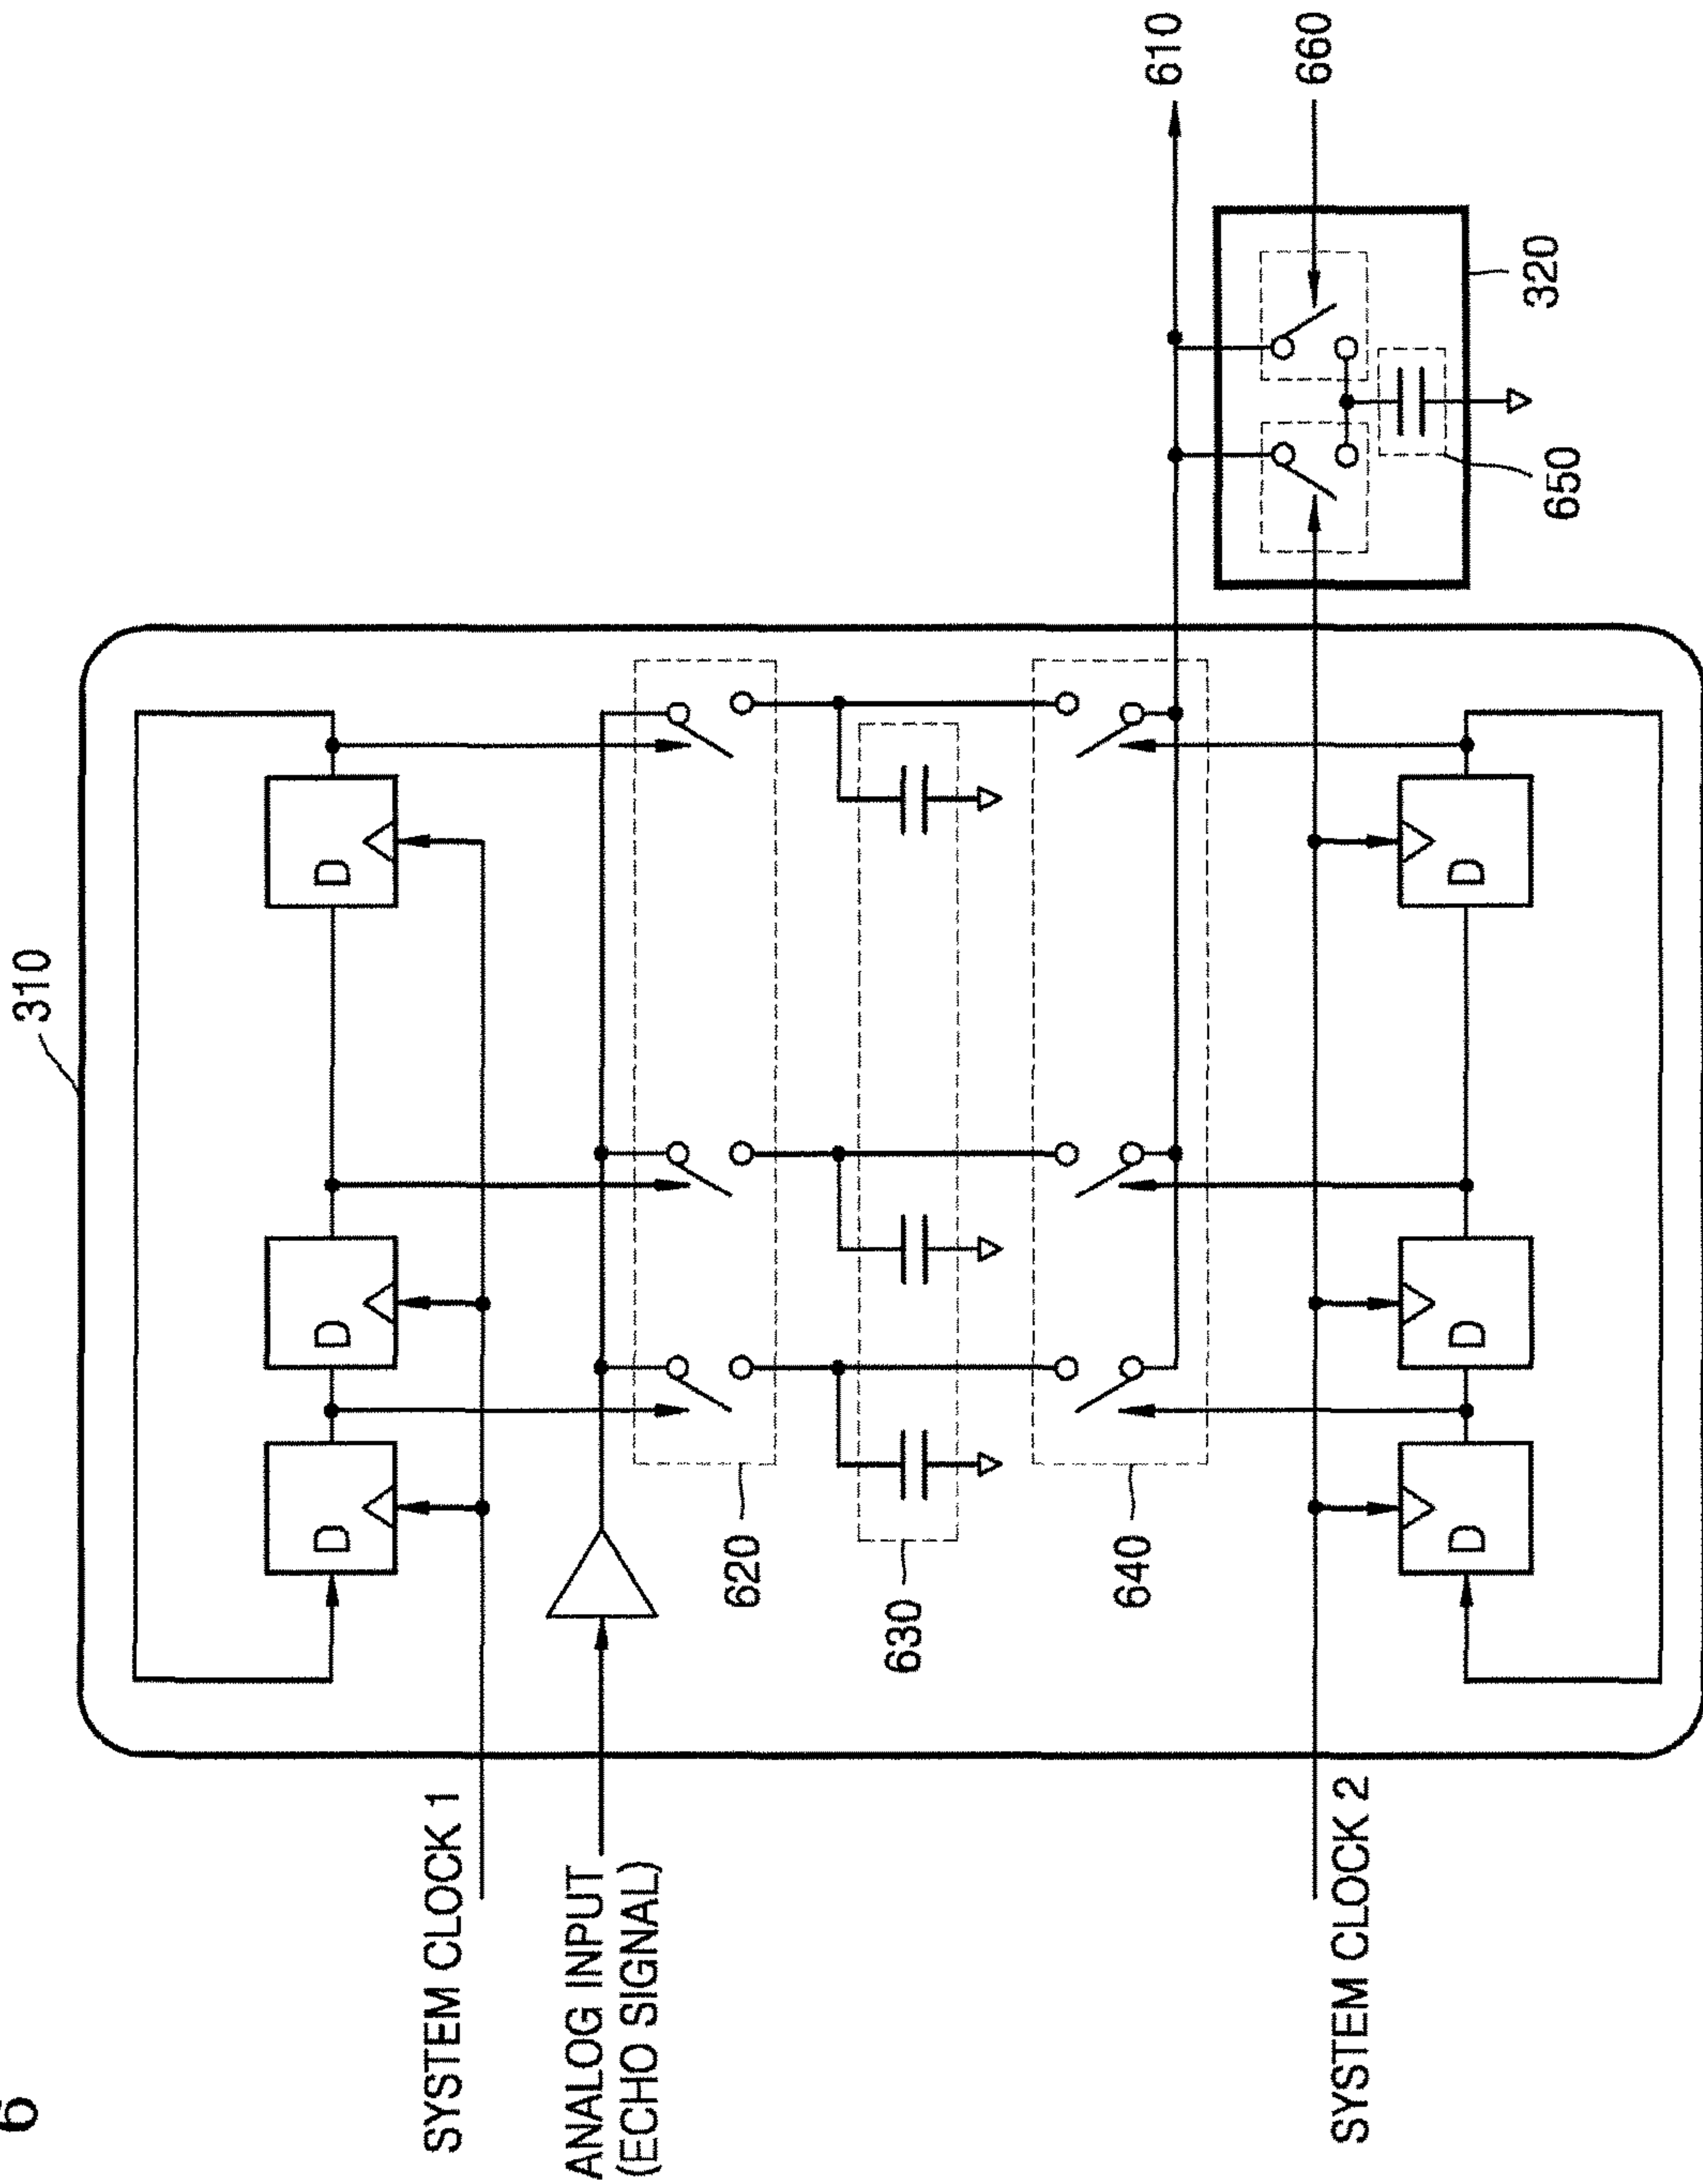 6
310
D
D
D
SYSTEM CLOCK 1
ANALOG INPUT
(ECHO SIGNAL)
620
630
640
610
660
SYSTEM CLOCK 2
D
D
D
320
650